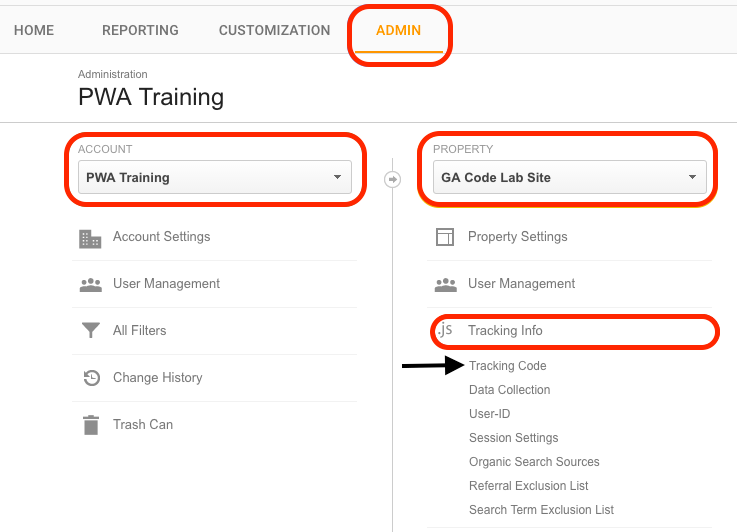 HOME REPORTING CUSTOMIZATION ADMIN
Administration
PWA Training
ACCOUNT
PWA Training
Account Settings
User Management
All Filters
Change History
Trash Can
PROPERTY
GA Code Lab Site
Property Settings
User Management
.js Tracking Info
Tracking Code
Data Collection
User-ID
Session Settings
Organic Search Sources
Referral Exclusion List
Search Term Exclusion List